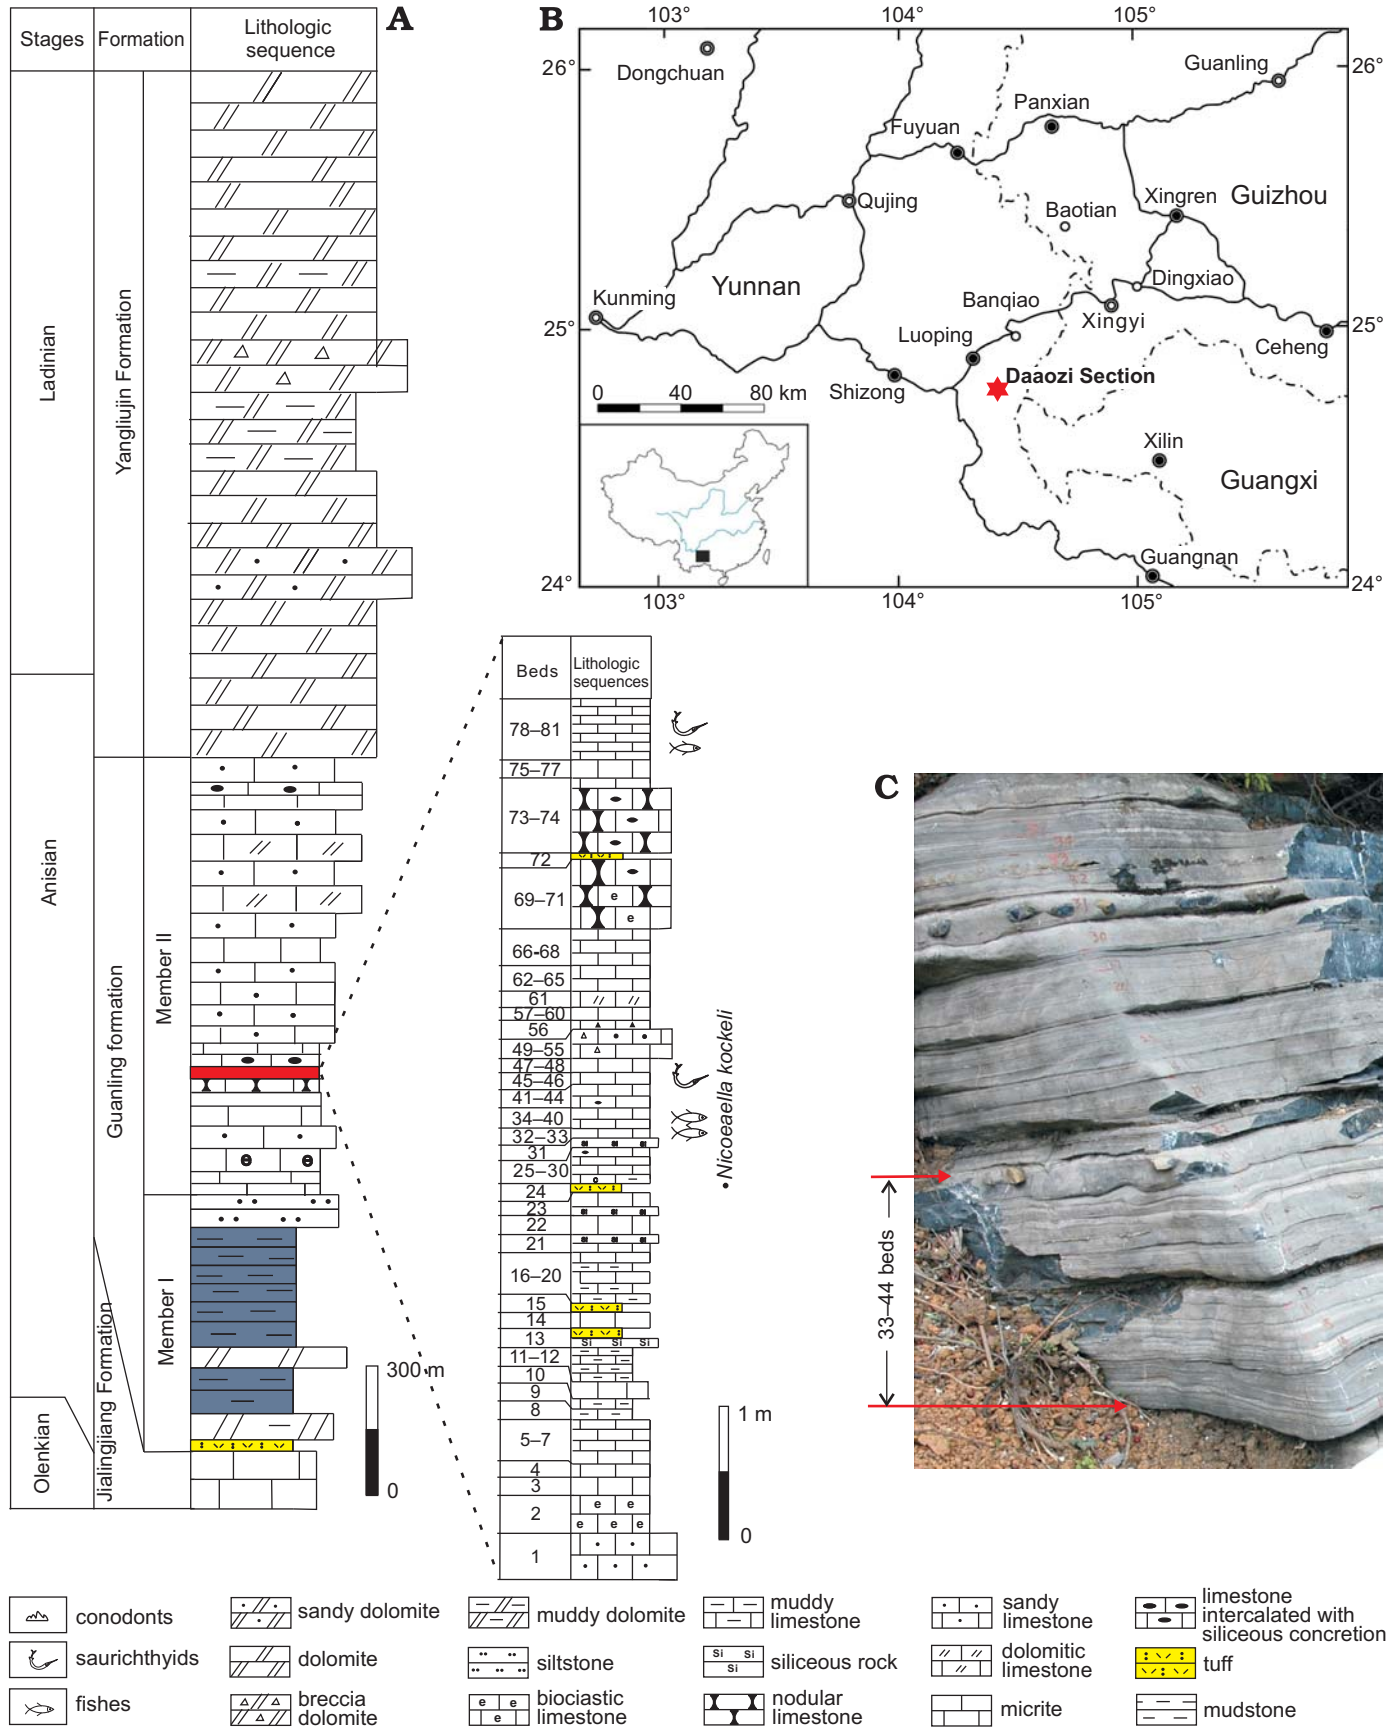 A
Stages
Formation
Lithologic
sequence
Ladinian
Anisian
Olenkian
Yangliujin Formation
Guanling formation
Jialingjiang Formation
Member II
Member I
300 m
0
B
103°
104°
105°
26°
26°
25°
25°
24°
24°
103°
104°
105°
Dongchuan
Guanling
Panxian
Fuyuan
Qujing
Baotian
Xingren
Guizhou
Yunnan
Kunming
Banqiao
Dingxiao
Xingyi
Luoping
Ceheng
Shizong
Daaozi Section
0 40 80 km
Xilin
Guangxi
Guangnan
Beds
Lithologic
sequences
78–81
75–77
73–74
72
69–71
66-68
62–65
61
57–60
56
49–55
47–48
45–46
41–44
34–40
32–33
31
25–30
24
23
22
21
16–20
15
14
13
Si Si Si
11–12
10
9
8
5–7
4
3
2
1
e
e
e e
e e e
Nicoeaella kockeli
1 m
0
C
33–44 beds
conodonts
saurichthyids
fishes
sandy dolomite
dolomite
breccia
dolomite
muddy dolomite
siltstone
e e
e
biociastic
limestone
muddy
limestone
Si Si
Si
siliceous rock
nodular
limestone
sandy
limestone
dolomitic
limestone
micrite
limestone
intercalated with
siliceous concretion
tuff
mudstone